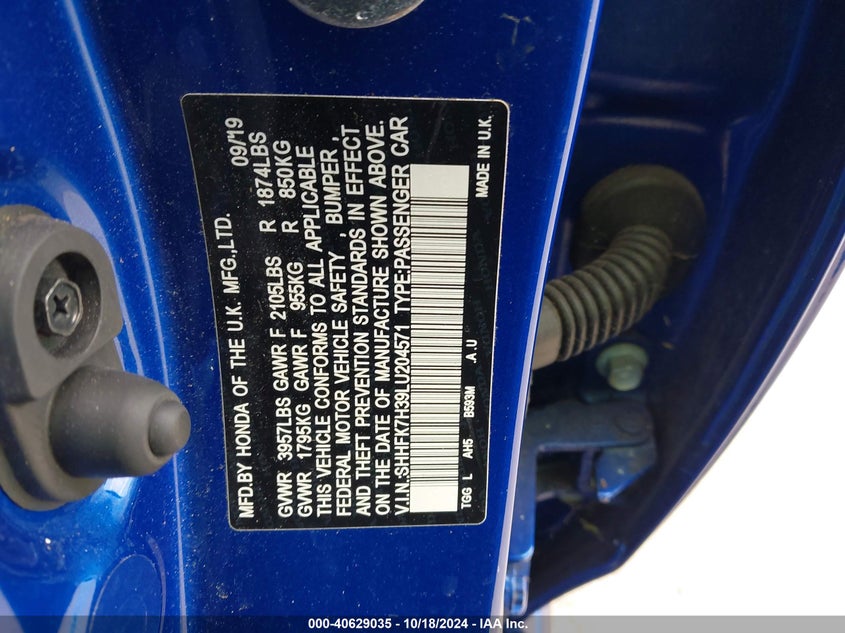 MFD.BY HONDA OF THE U.K. MFG.,LTD. 09/19
GVWR 3957LBS GAWR F 2105LBS R 1874LBS
GVWR 1795KG GAWR F 955KG R 850KG
THIS VEHICLE CONFORMS TO ALL APPLICABLE
FEDERAL MOTOR VEHICLE SAFETY , BUMPER ,
AND THEFT PREVENTION STANDARDS IN EFFECT
ON THE DATE OF MANUFACTURE SHOWN ABOVE.
V.I.N.:SHHFK7H39LU204571 TYPE:PASSENGER CAR
TGG L AH5 B593M .A.U MADE IN U.K.
000-40629035 - 10/18/2024 - IAA Inc.